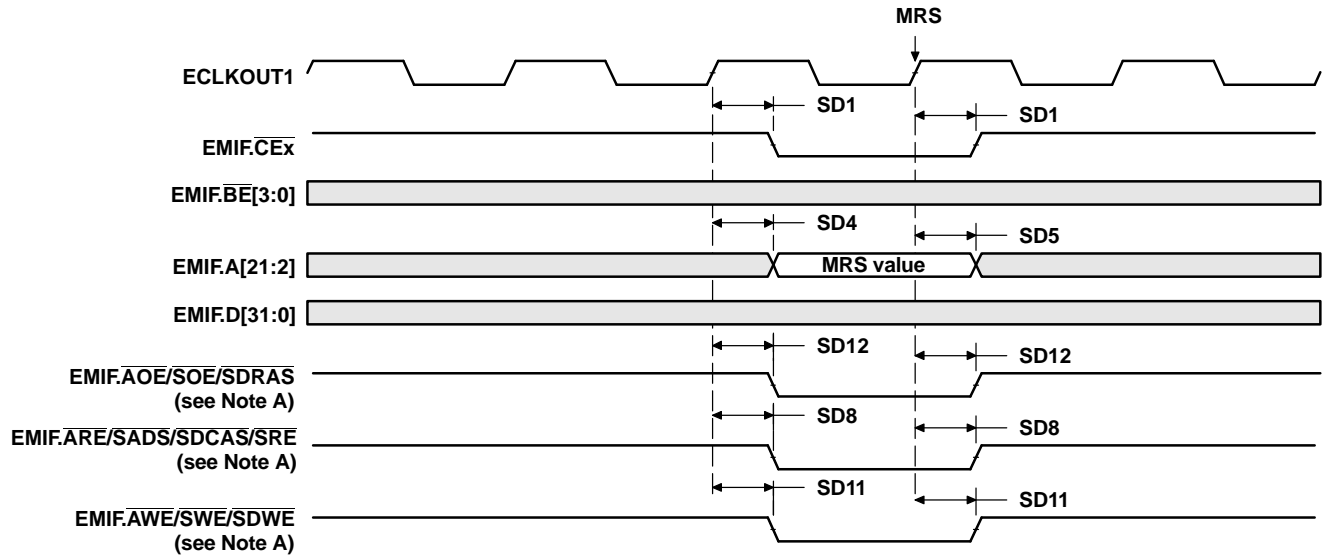 MRS
ECLKOUT1
SD1
SD1
EMIF.CEx
EMIF.BE[3:0]
SD4
SD5
EMIF.A[21:2]
MRS value
EMIF.D[31:0]
SD12
SD12
EMIF.AOE/SOE/SDRAS
(see Note A)
SD8
SD8
EMIF.ARE/SADS/SDCAS/SRE
(see Note A)
SD11
SD11
EMIF.AWE/SWE/SDWE
(see Note A)